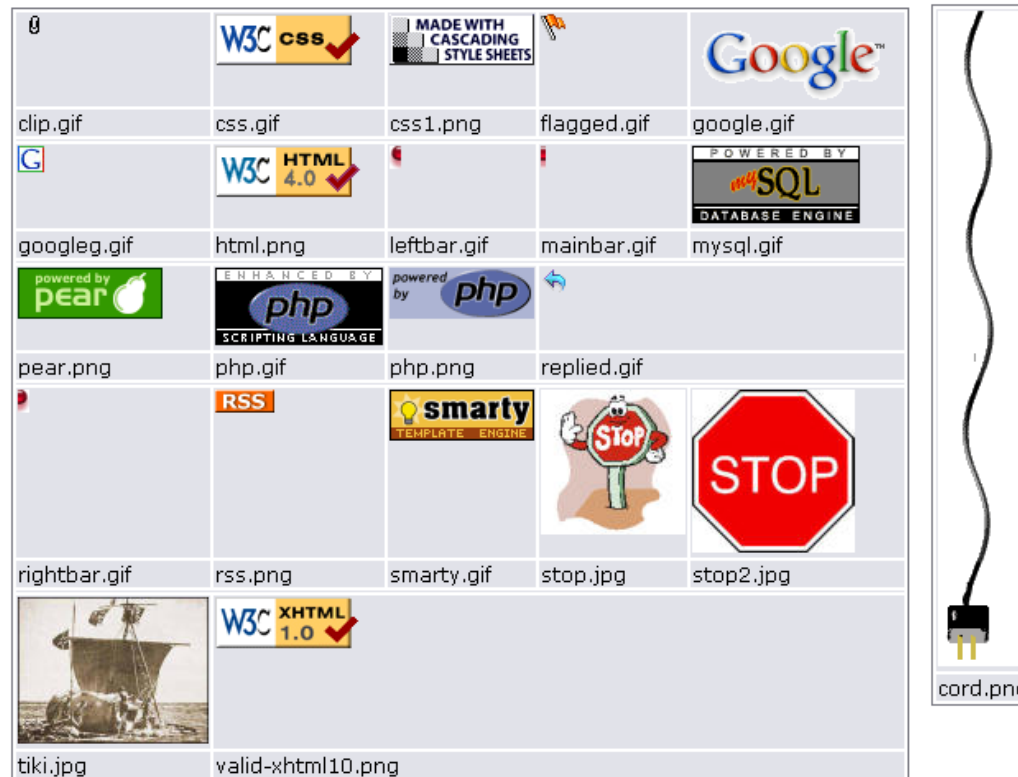 W3C css
MADE WITH
CASCADING
STYLE SHEETS
Google™
clip.gif
css.gif
css1.png
flagged.gif
google.gif
G
W3C HTML
4.0
POWERED BY
mySQL
DATABASE ENGINE
googleg.gif
html.png
leftbar.gif
mainbar.gif
mysql.gif
powered by
pear
ENHANCED BY
php
SCRIPTING LANGUAGE
powered
by php
pear.png
php.gif
php.png
replied.gif
RSS
smarty
TEMPLATE ENGINE
STOP
STOP
rightbar.gif
rss.png
smarty.gif
stop.jpg
stop2.jpg
W3C XHTML
1.0
tiki.jpg
valid-xhtml10.png